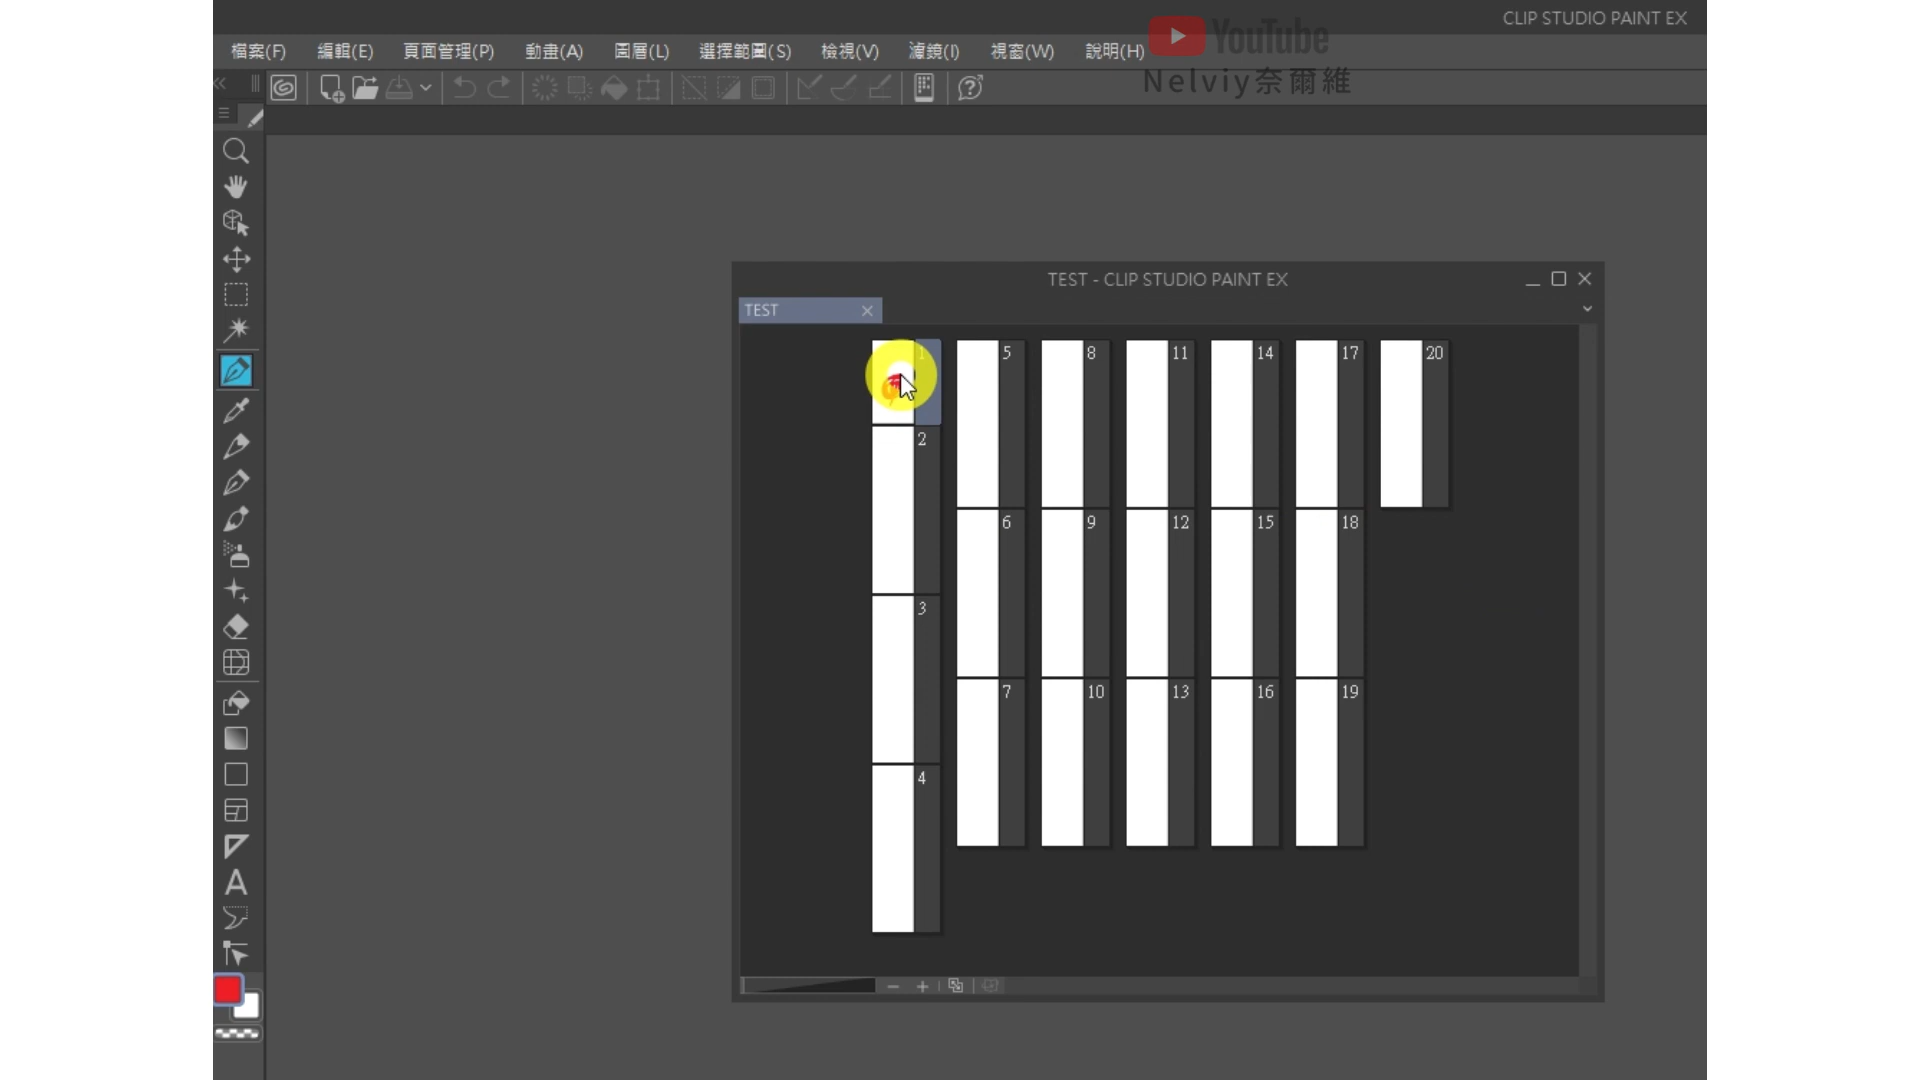 CLIP STUDIO PAINT EX
檔案(F) 編輯(E) 頁面管理(P) 動畫(A) 圖層(L) 選擇範圍(S) 檢視(V) 濾鏡(I) 視窗(W) 說明(H)
YouTube
Nelviy奈爾維
TEST - CLIP STUDIO PAINT EX
TEST
1 5 8 11 14 17 20
2
6 9 12 15 18
3
7 10 13 16 19
4